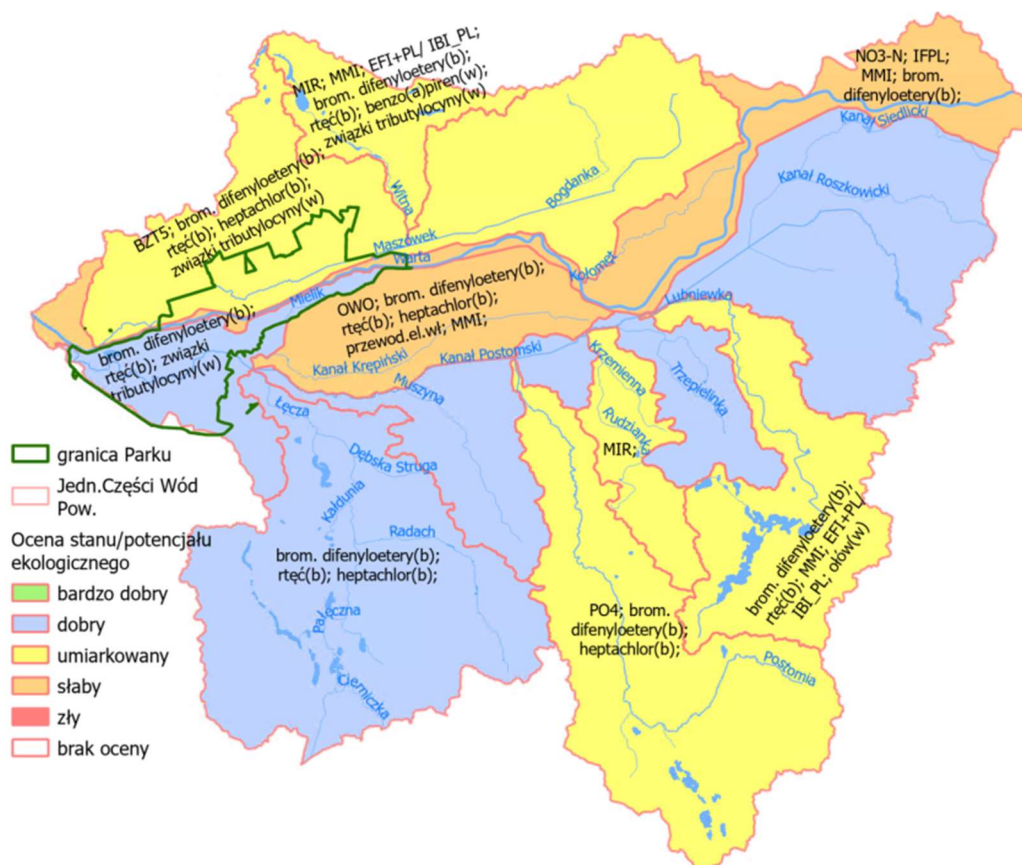 MIR; MMI; EFI+PL/ IBI_PL;
brom. difenyloetery(b);
rtęć(b); benzo(a)piren(w);
związki tributylocyny(w)
NO3-N; IFPL;
MMI; brom.
difenyloetery(b);
Kanał Siedlicki
Kanał Roszkowicki
BZT5; brom. difenyloetery(b);
rtęć(b); heptachlor(b);
związki tributylocyny(w)
Witna
Bogdanka
Maszówek
Warta
Mielik
Kołomęt
Lubniewka
OWO; brom. difenyloetery(b);
rtęć(b); heptachlor(b);
przewod.el.wł; MMI;
brom. difenyloetery(b);
rtęć(b); związki
tributylocyny(w)
Kanał Krępiński
Kanał Postomski
Muszyna
Krzemienna
Trzepielinka
Rudzianka
MIR;
Łęcza
Dębska Struga
Kałdunia
Radach
brom. difenyloetery(b);
rtęć(b); heptachlor(b);
Pałęczna
Cierniczka
PO4; brom.
difenyloetery(b);
heptachlor(b);
brom. difenyloetery(b);
rtęć(b); MMI; EFI+PL/
IBI_PL; ołów(w)
Postomia
granica Parku
Jedn.Części Wód
Pow.
Ocena stanu/potencjału
ekologicznego
bardzo dobry
dobry
umiarkowany
słaby
zły
brak oceny